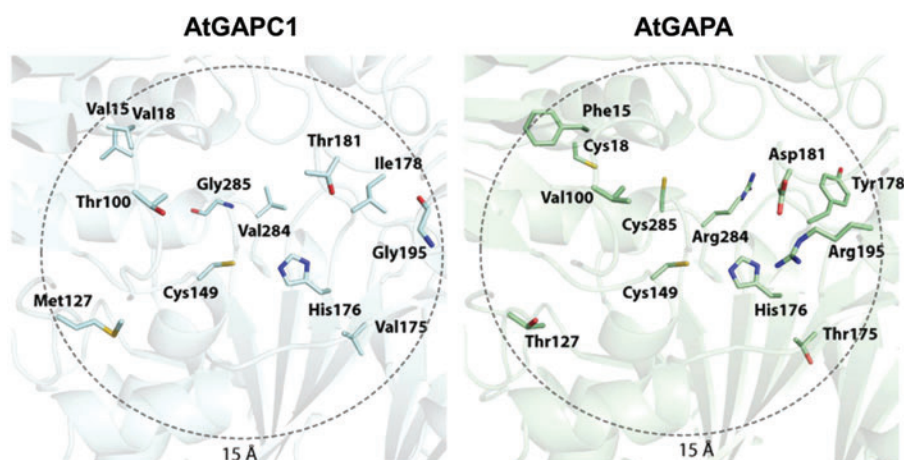 AtGAPC1
Val15
Val18
Thr181
Ile178
Thr100
Gly285
Val284
Gly195
Cys149
His176
Met127
Val175
15 Å
AtGAPA
Phe15
Cys18
Asp181
Tyr178
Val100
Cys285
Arg284
Arg195
Cys149
His176
Thr127
Thr175
15 Å